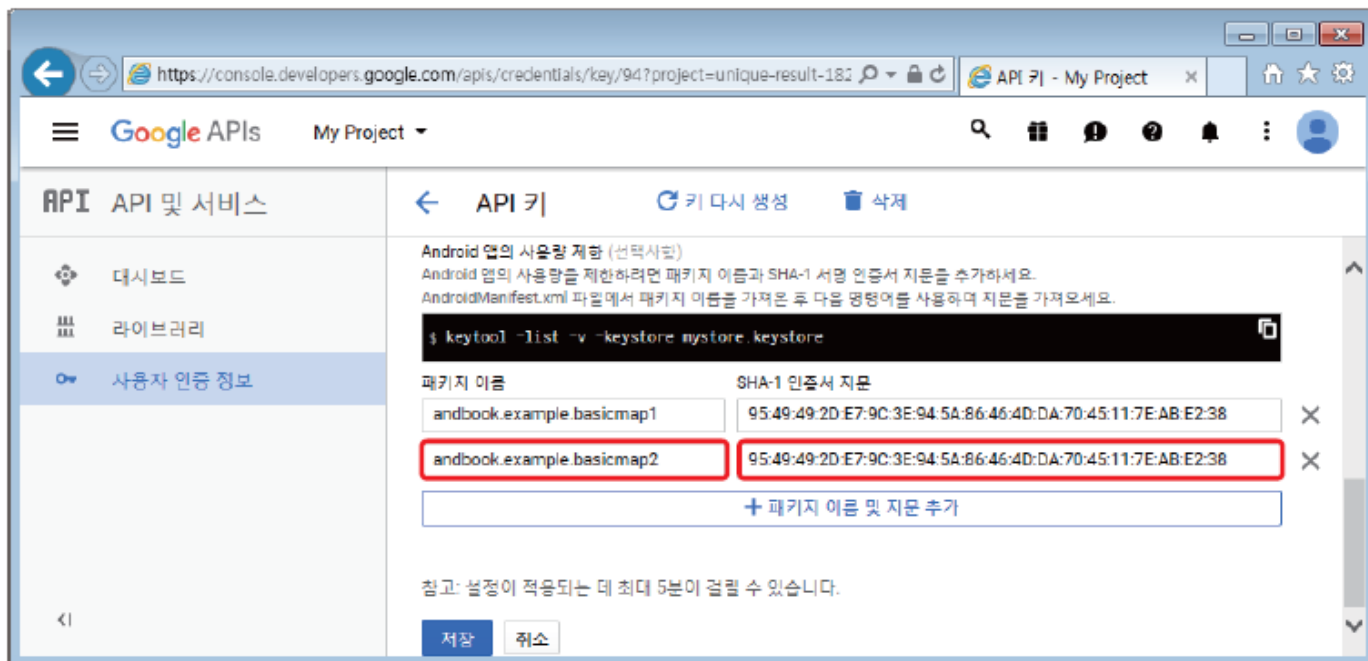 https://console.developers.google.com/apis/credentials/key/94?project=unique-result-182
API 키 - My Project
Google APIs My Project
API API 및 서비스
API 키 키 다시 생성 삭제
대시보드
라이브러리
사용자 인증 정보
Android 앱의 사용량 제한 (선택사항)
Android 앱의 사용량을 제한하려면 패키지 이름과 SHA-1 서명 인증서 지문을 추가하세요.
AndroidManifest.xml 파일에서 패키지 이름을 가져온 후 다음 명령어를 사용하여 지문을 가져오세요.
$ keytool -list -v -keystore mystore.keystore
패키지 이름 SHA-1 인증서 지문
andbook.example.basicmap1 95:49:49:2D:E7:9C:3E:94:5A:86:46:4D:DA:70:45:11:7E:AB:E2:38
andbook.example.basicmap2 95:49:49:2D:E7:9C:3E:94:5A:86:46:4D:DA:70:45:11:7E:AB:E2:38
+ 패키지 이름 및 지문 추가
참고: 설정이 적용되는 데 최대 5분이 걸릴 수 있습니다.
저장 취소